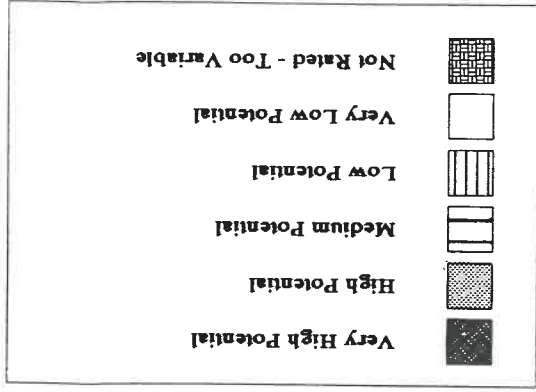 Very High Potential
High Potential
Medium Potential
Low Potential
Very Low Potential
Not Rated - Too Variable